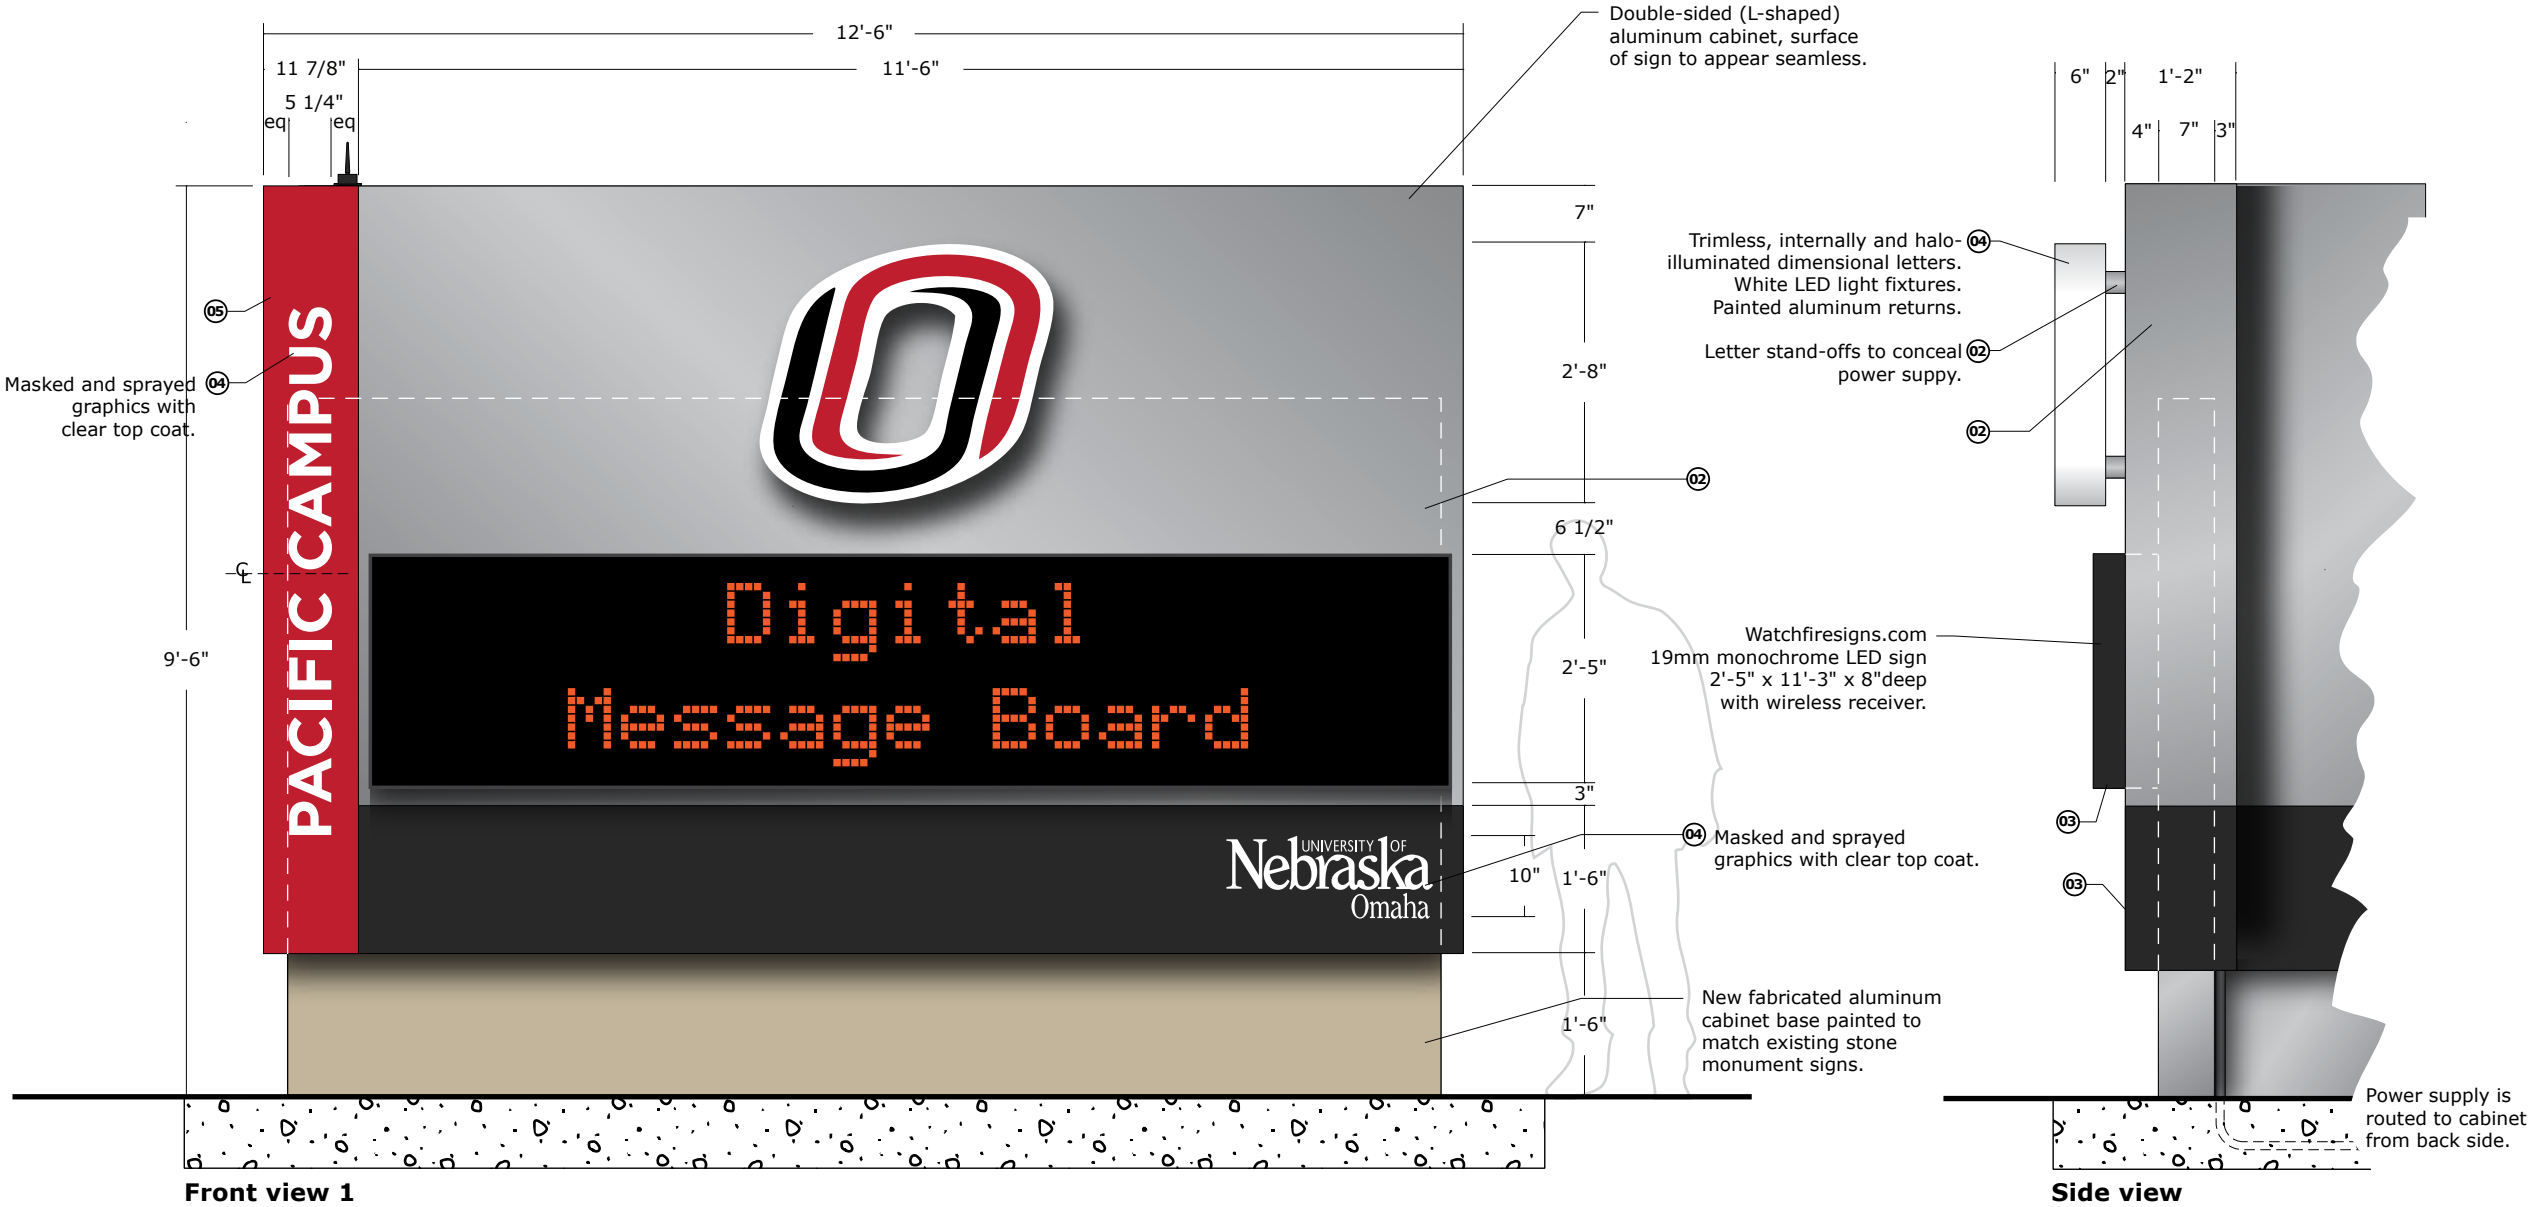 12'-6"
11 7/8"
11'-6"
5 1/4"
eq
eq
Double-sided (L-shaped)
aluminum cabinet, surface
of sign to appear seamless.
6"
2"
1'-2"
4"
7"
3"
7"
2'-8"
6 1/2"
2'-5"
3"
10"
1'-6"
1'-6"
9'-6"
05
04
Masked and sprayed
graphics with
clear top coat.
CL
PACIFIC CAMPUS
O
Digital
Message Board
UNIVERSITY OF
Nebraska
Omaha
02
04
Masked and sprayed
graphics with clear top coat.
New fabricated aluminum
cabinet base painted to
match existing stone
monument signs.
Trimless, internally and halo-
illuminated dimensional letters.
White LED light fixtures.
Painted aluminum returns.
04
Letter stand-offs to conceal
power suppy.
02
02
Watchfiresigns.com
19mm monochrome LED sign
2'-5" x 11'-3" x 8"deep
with wireless receiver.
03
03
Power supply is
routed to cabinet
from back side.
Front view 1
Side view